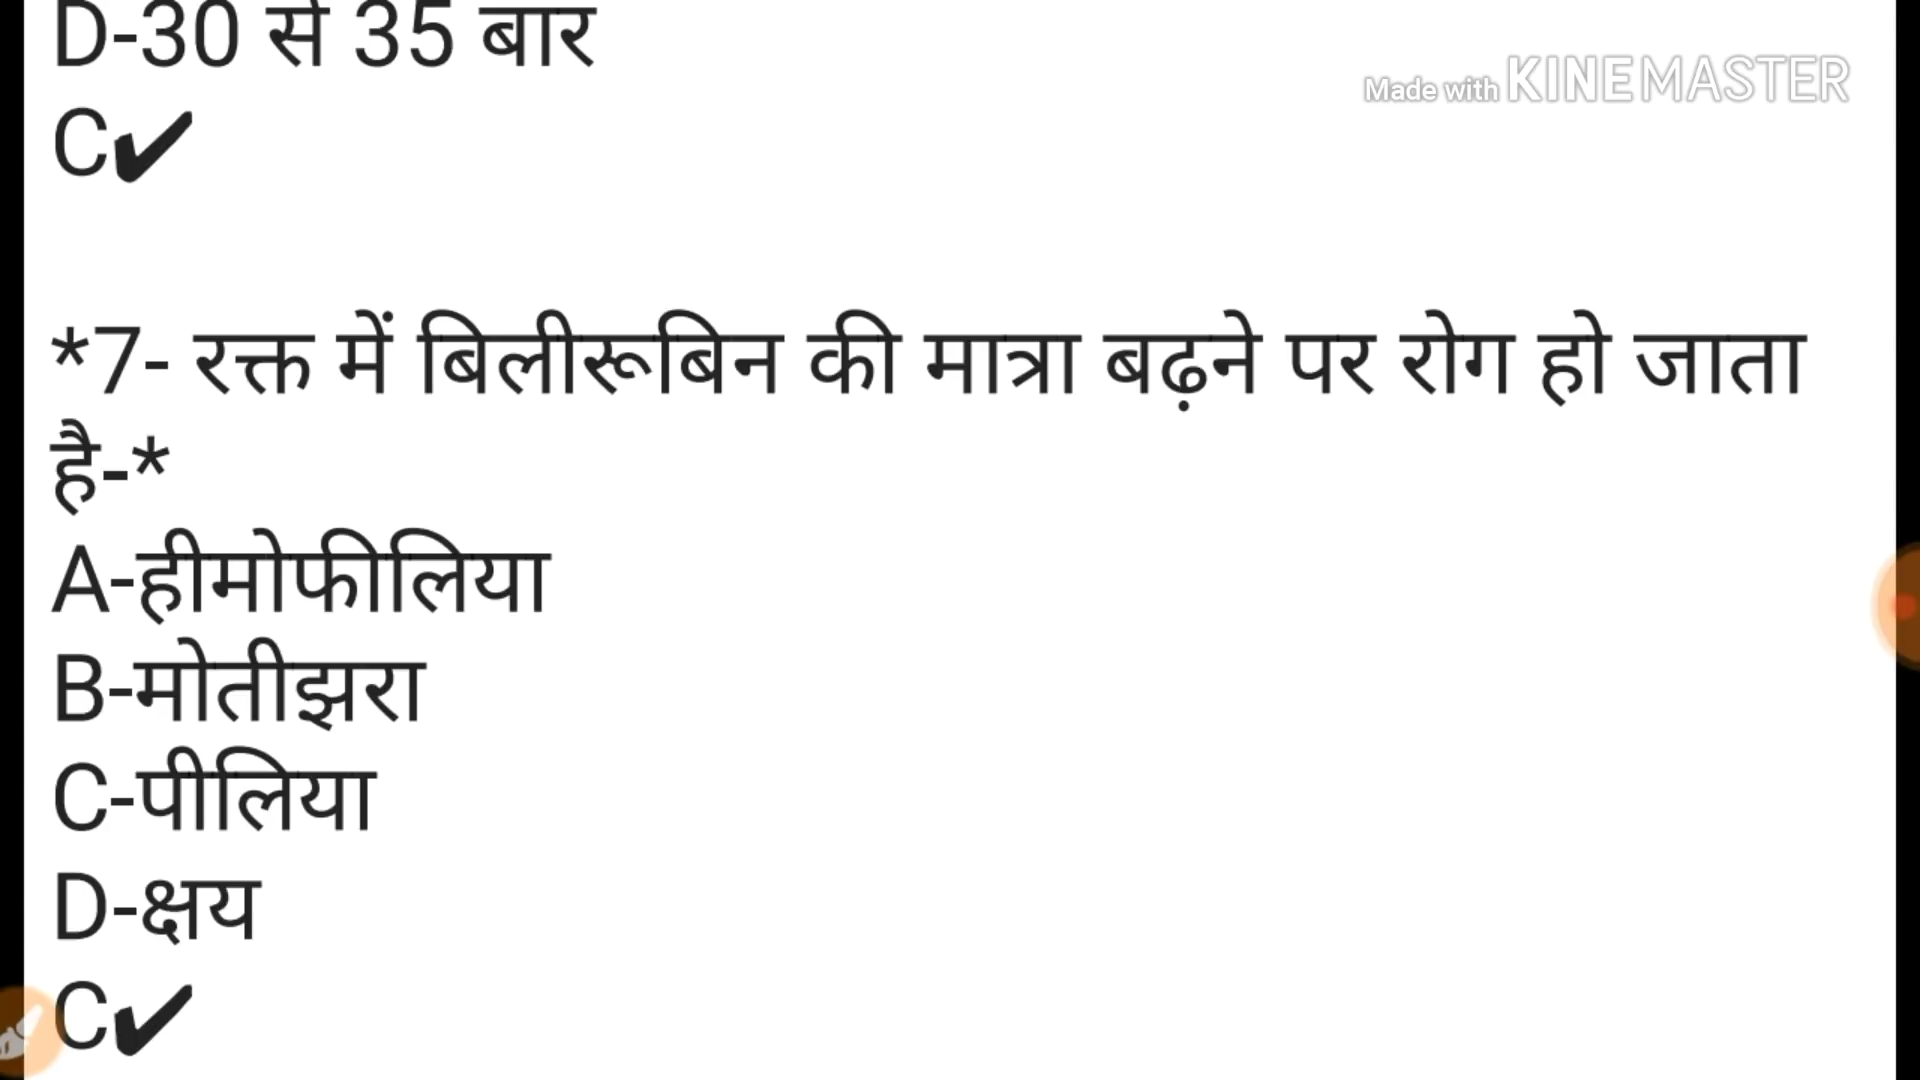 D-30 से 35 बार
Made with KINEMASTER
C✔
*7- रक्त में बिलीरूबिन की मात्रा बढ़ने पर रोग हो जाता
है-*
A-हीमोफीलिया
B-मोतीझरा
C-पीलिया
D-क्षय
C✔